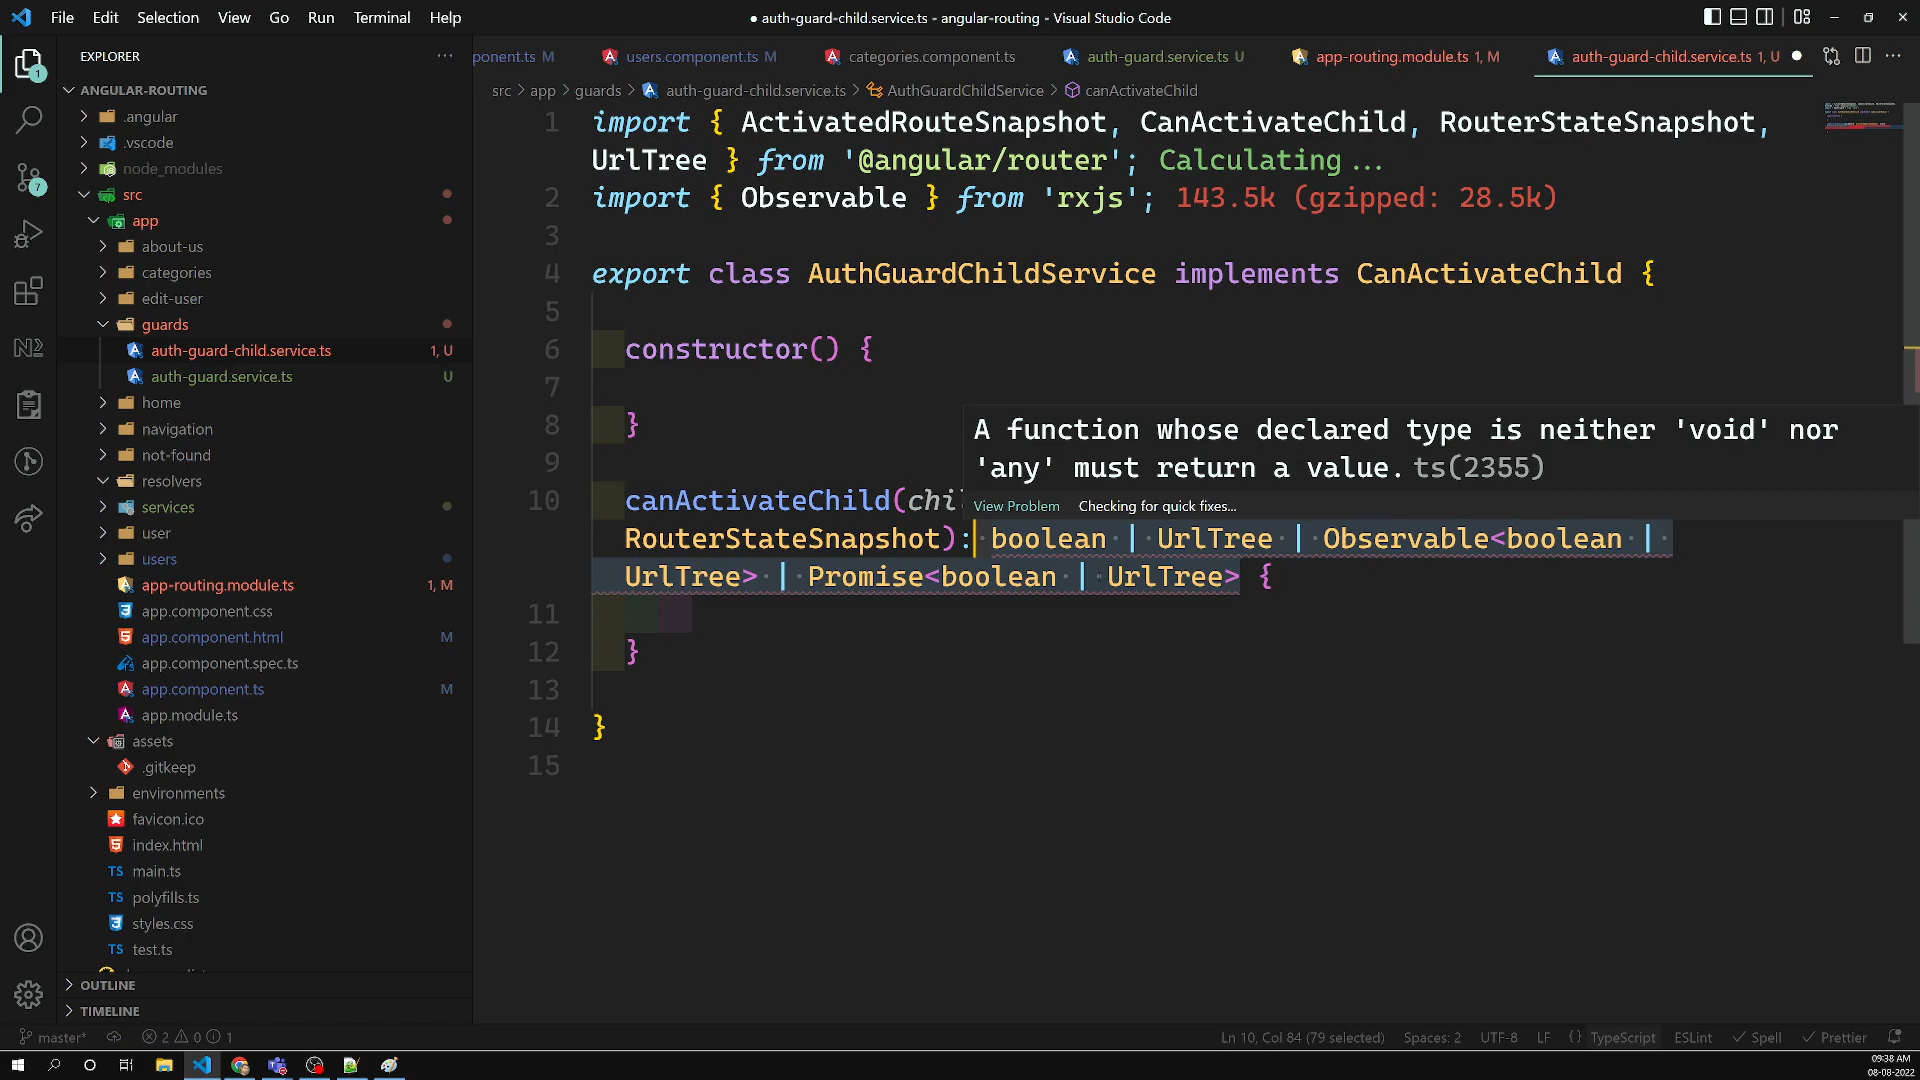 File Edit Selection View Go Run Terminal Help
● auth-guard-child.service.ts - angular-routing - Visual Studio Code
EXPLORER
ponent.ts M
users.component.ts M
categories.component.ts
auth-guard.service.ts U
app-routing.module.ts 1, M
auth-guard-child.service.ts 1, U
src > app > guards > auth-guard-child.service.ts > AuthGuardChildService > canActivateChild
ANGULAR-ROUTING
.angular
.vscode
node_modules
src
app
about-us
categories
edit-user
guards
auth-guard-child.service.ts 1, U
auth-guard.service.ts U
home
navigation
not-found
resolvers
services
user
users
app-routing.module.ts 1, M
app.component.css
app.component.html M
app.component.spec.ts
app.component.ts M
app.module.ts
assets
.gitkeep
environments
favicon.ico
index.html
main.ts
polyfills.ts
styles.css
test.ts
OUTLINE
TIMELINE
1
7
1 import { ActivatedRouteSnapshot, CanActivateChild, RouterStateSnapshot,
UrlTree } from '@angular/router'; Calculating ...
2 import { Observable } from 'rxjs'; 143.5k (gzipped: 28.5k)
3
4 export class AuthGuardChildService implements CanActivateChild {
5
6 constructor() {
7
8 }
9
A function whose declared type is neither 'void' nor
'any' must return a value. ts(2355)
View Problem Checking for quick fixes...
10 canActivateChild(chil
RouterStateSnapshot): boolean | UrlTree | Observable<boolean |
UrlTree> | Promise<boolean | UrlTree> {
11
12 }
13
14 }
15
master* 2 0 1
Ln 10, Col 84 (79 selected) Spaces: 2 UTF-8 LF {} TypeScript ESLint Spell Prettier
09:38 AM
08-08-2022